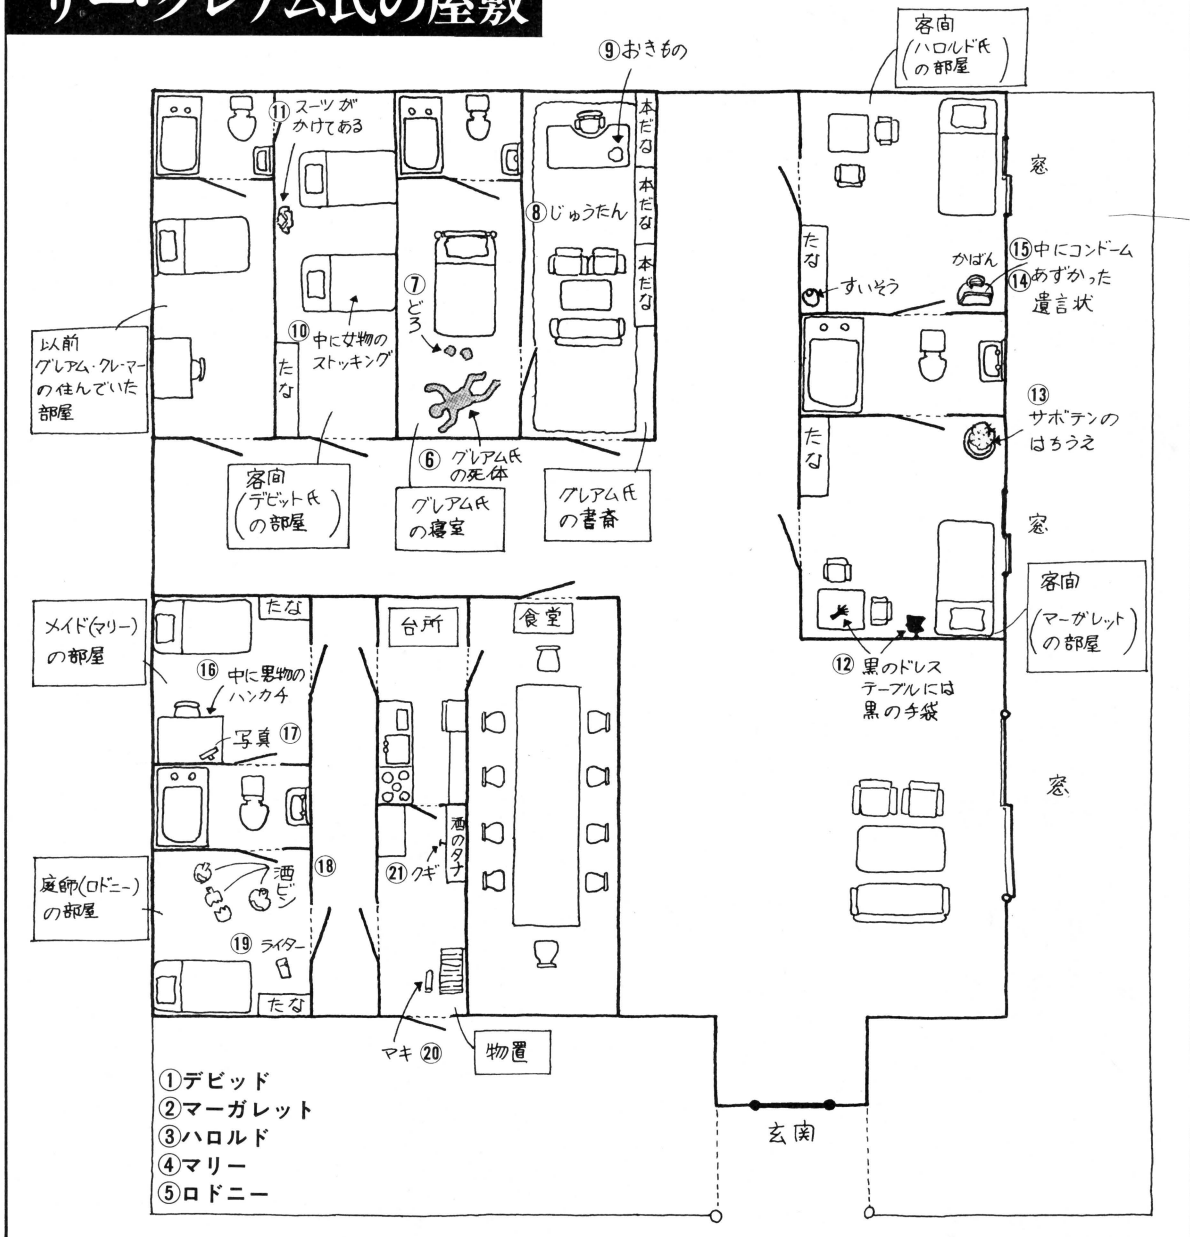 サー・グレアム氏の屋敷
客間
(ハロルド氏
の部屋)
⑨おきもの
⑪スーツが
かけてある
本だな
本だな
本だな
⑧じゅうたん
窓
たな
すいそう
かばん
⑮中にコンドーム
⑭あずかった
遺言状
⑦どろ
⑩中に女物の
ストッキング
たな
以前
グレアム・クレーマー
の住んでいた
部屋
⑬
サボテンの
はちうえ
たな
⑥グレアム氏
の死体
客間
(デビット氏
の部屋)
グレアム氏
の寝室
グレアム氏
の書斎
窓
客間
(マーガレット
の部屋)
メイド(マリー)
の部屋
たな
台所
食堂
⑯中に男物の
ハンカチ
写真⑰
⑫黒のドレス
テーブルには
黒の手袋
窓
酒のタナ
㉑クギ
⑱
庭師(ロドニー)
の部屋
酒ビン
⑲ライター
たな
マキ⑳
物置
玄関
①デビッド
②マーガレット
③ハロルド
④マリー
⑤ロドニー